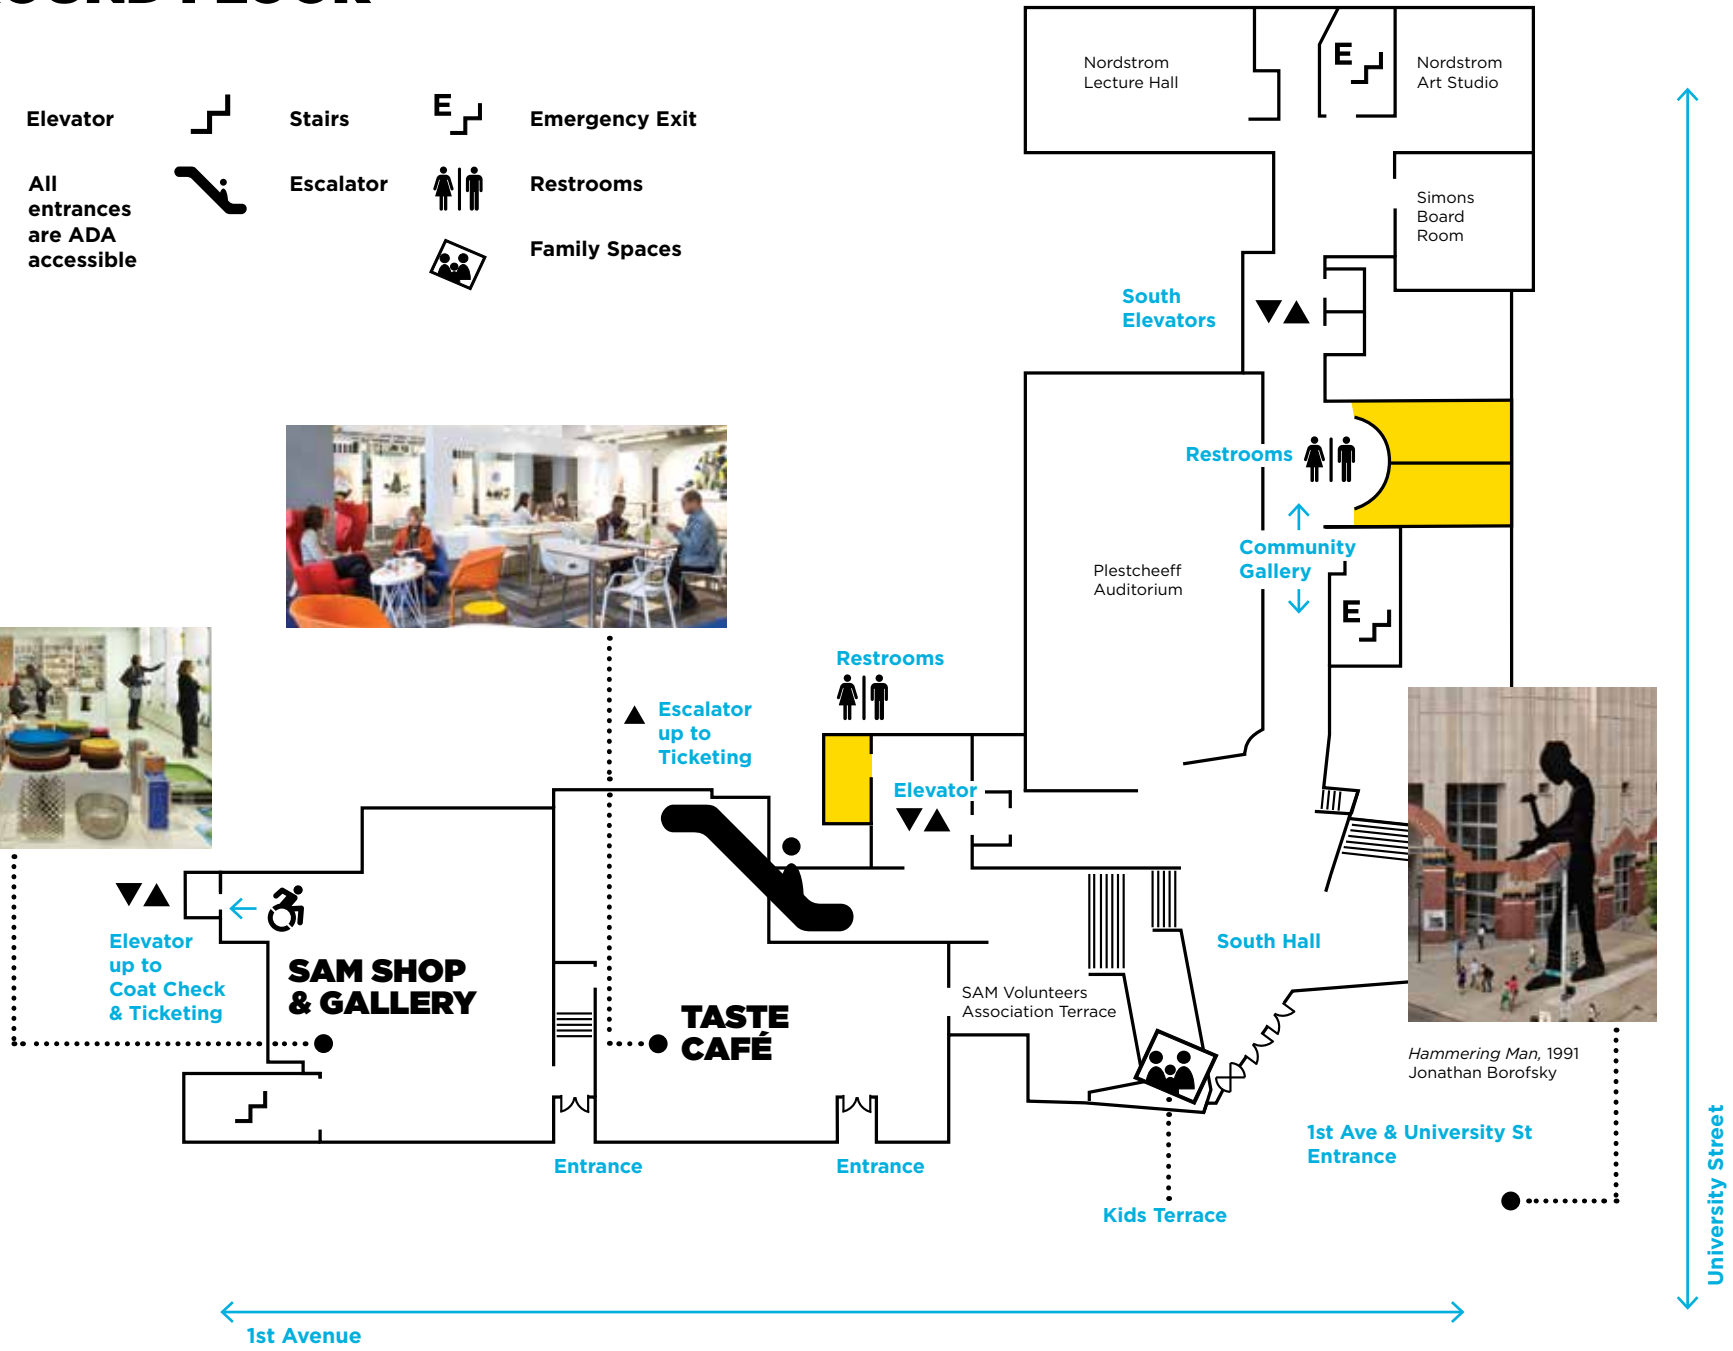 Elevator
Stairs
E
Emergency Exit
All
entrances
are ADA
accessible
Escalator
Restrooms
Family Spaces
Nordstrom
Lecture Hall
E
Nordstrom
Art Studio
Simons
Board
Room
South
Elevators
Restrooms
Community
Gallery
Plestcheeff
Auditorium
E
Restrooms
Escalator
up to
Ticketing
Elevator
Elevator
up to
Coat Check
& Ticketing
SAM SHOP
& GALLERY
TASTE
CAFÉ
SAM Volunteers
Association Terrace
South Hall
Hammering Man, 1991
Jonathan Borofsky
1st Ave & University St
Entrance
Entrance
Entrance
Kids Terrace
University Street
1st Avenue